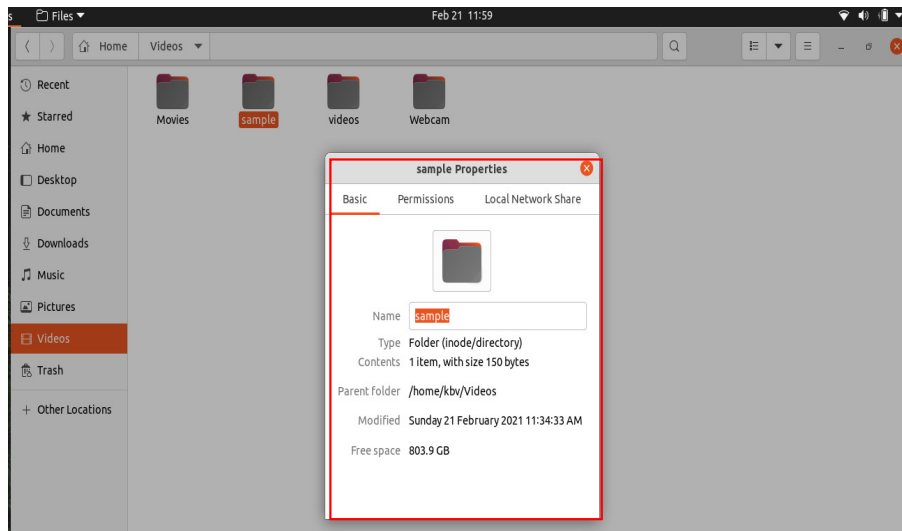 s Files Feb 21 11:59
Home Videos
Recent
Starred
Home
Desktop
Documents
Downloads
Music
Pictures
Videos
Trash
+ Other Locations
Movies sample videos Webcam
sample Properties
Basic Permissions Local Network Share
Name sample
Type Folder (inode/directory)
Contents 1 item, with size 150 bytes
Parent folder /home/kbv/Videos
Modified Sunday 21 February 2021 11:34:33 AM
Free space 803.9 GB